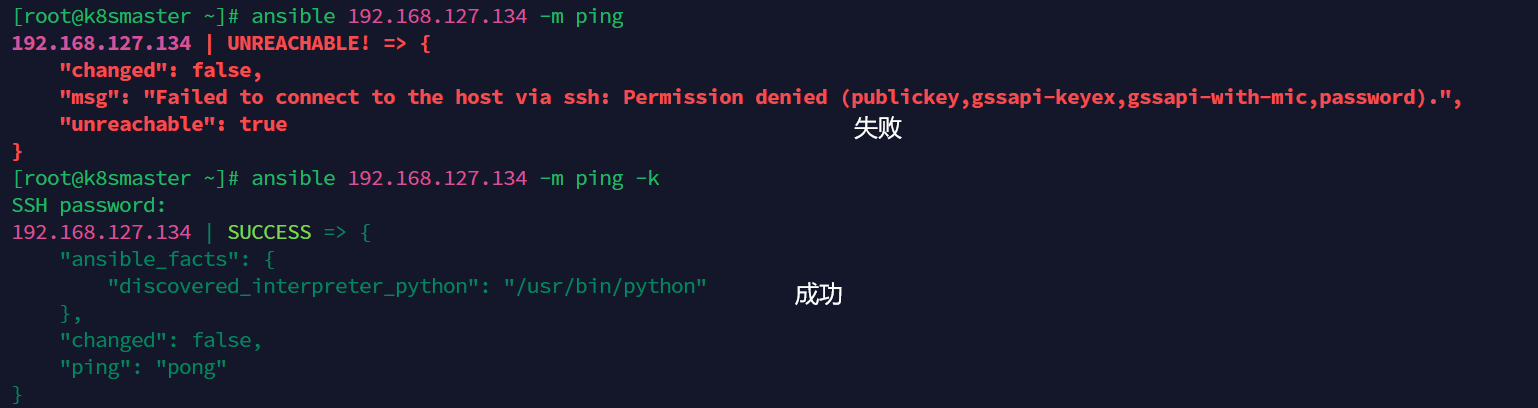 [root@k8smaster ~]# ansible 192.168.127.134 -m ping
192.168.127.134 | UNREACHABLE! => {
    "changed": false,
    "msg": "Failed to connect to the host via ssh: Permission denied (publickey,gssapi-keyex,gssapi-with-mic,password).",
    "unreachable": true
失败
}
[root@k8smaster ~]# ansible 192.168.127.134 -m ping -k
SSH password:
192.168.127.134 | SUCCESS => {
    "ansible_facts": {
        "discovered_interpreter_python": "/usr/bin/python"
成功
    },
    "changed": false,
    "ping": "pong"
}